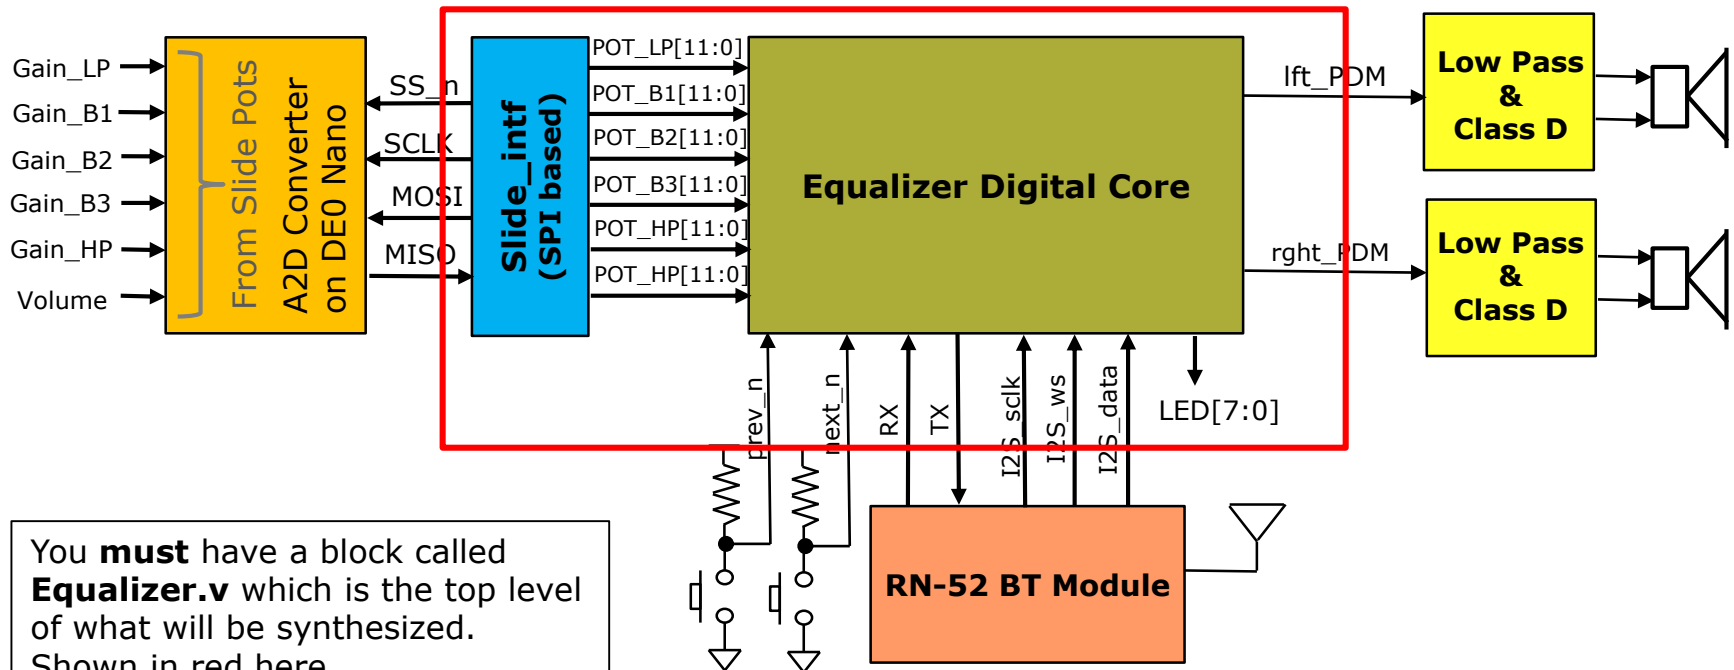 Gain_LP
Gain_B1
Gain_B2
Gain_B3
Gain_HP
Volume
From Slide Pots
A2D Converter
on DE0 Nano
SS_n
SCLK
MOSI
MISO
Slide_intf
(SPI based)
POT_LP[11:0]
POT_B1[11:0]
POT_B2[11:0]
POT_B3[11:0]
POT_HP[11:0]
POT_HP[11:0]
Equalizer Digital Core
lft_PDM
rght_PDM
Low Pass
&
Class D
Low Pass
&
Class D
prev_n
next_n
RX
TX
I2S_sclk
I2S_ws
I2S_data
LED[7:0]
RN-52 BT Module
You must have a block called
Equalizer.v which is the top level
of what will be synthesized.
Shown in red here